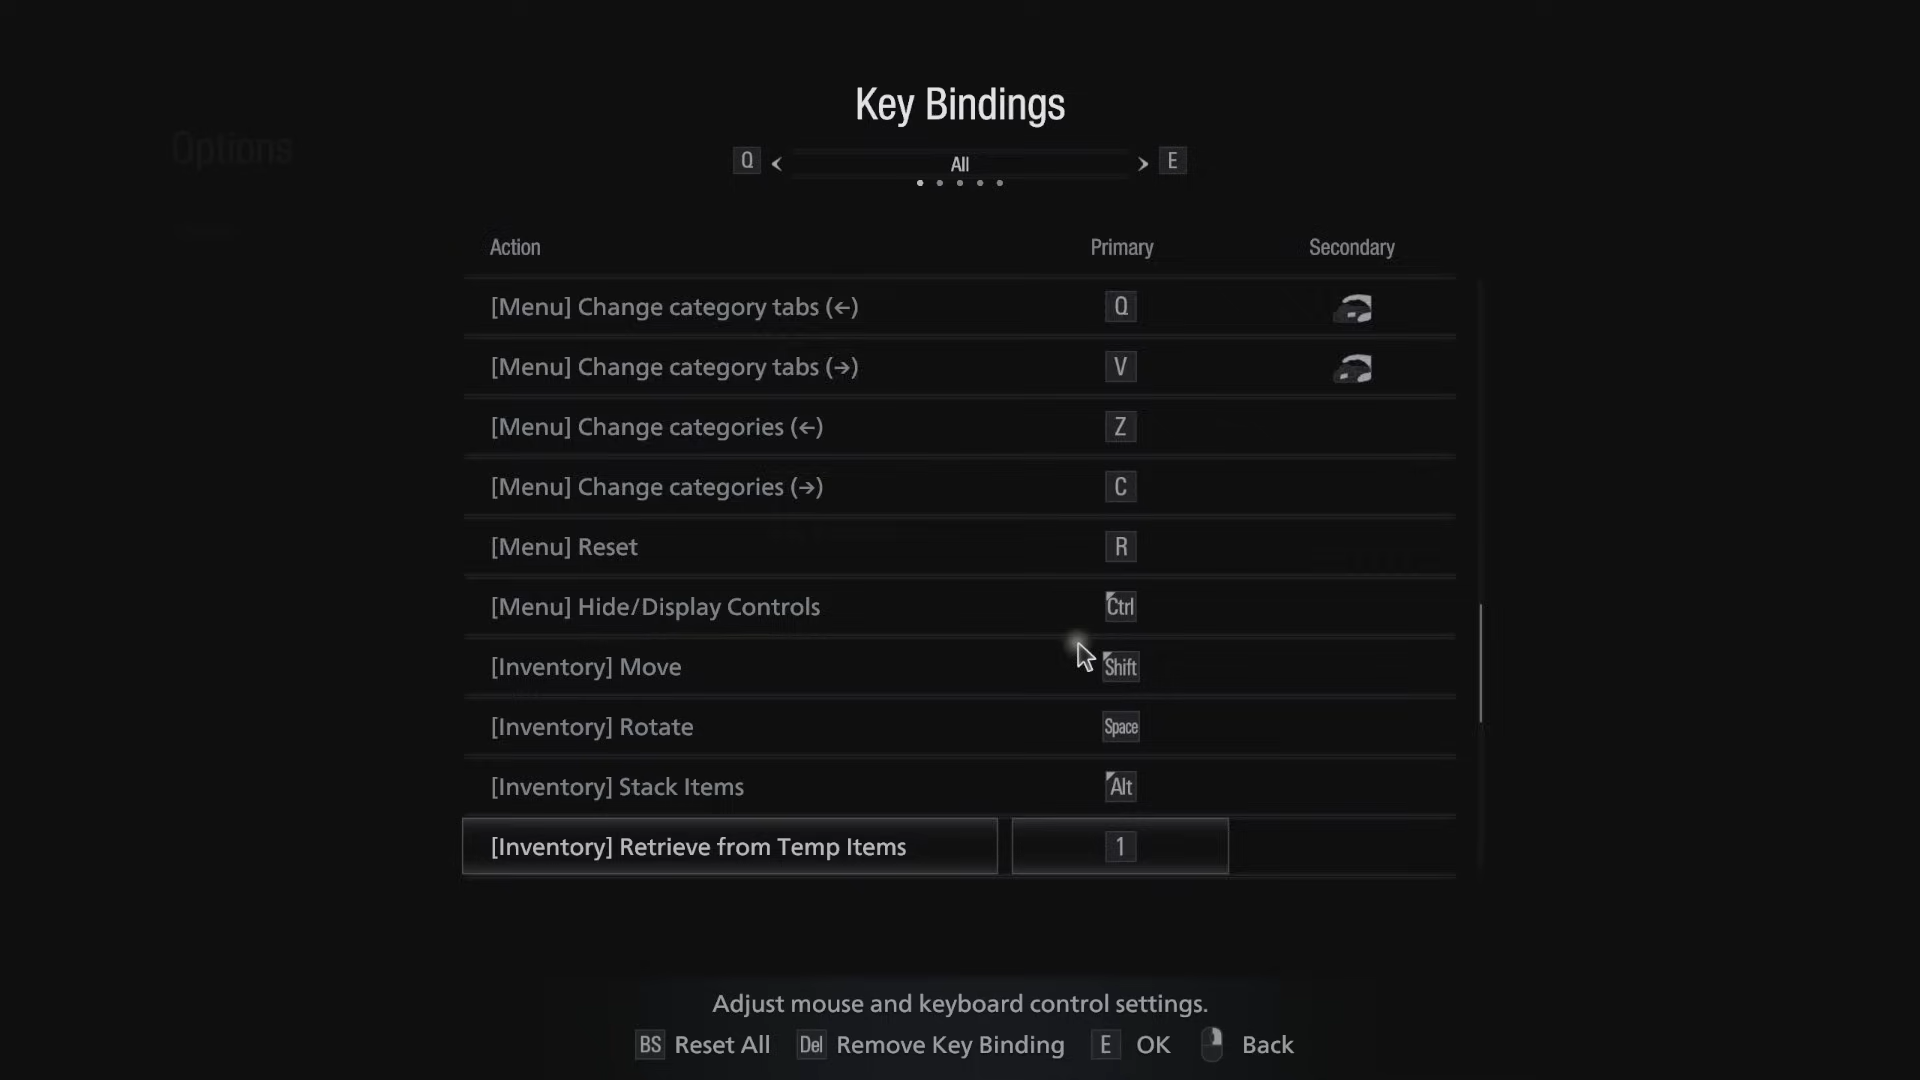 Key Bindings
Options
Q < All > E
Action Primary Secondary
[Menu] Change category tabs (←) Q
[Menu] Change category tabs (→) V
[Menu] Change categories (←) Z
[Menu] Change categories (→) C
[Menu] Reset R
[Menu] Hide/Display Controls Ctrl
[Inventory] Move Shift
[Inventory] Rotate Space
[Inventory] Stack Items Alt
[Inventory] Retrieve from Temp Items 1
Adjust mouse and keyboard control settings.
BS Reset All Del Remove Key Binding E OK Back